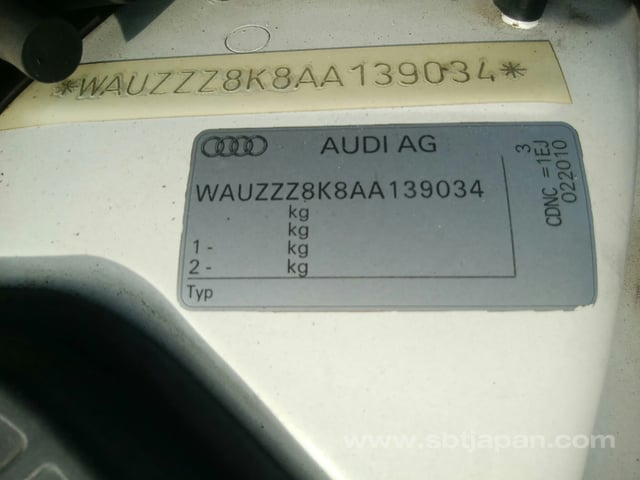 *WAUZZZ8K8AA139034*
AUDI AG
WAUZZZ8K8AA139034
kg
kg
1 - kg
2 - kg
Typ
3
CDNC =1EJ
022010
www.sbtjapan.com